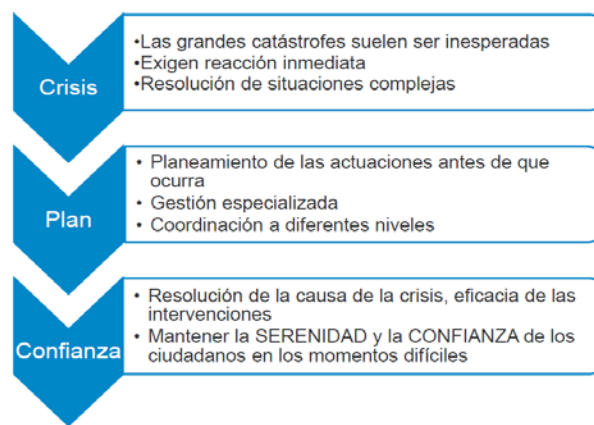 Crisis
•Las grandes catástrofes suelen ser inesperadas
•Exigen reacción inmediata
•Resolución de situaciones complejas
Plan
• Planeamiento de las actuaciones antes de que
ocurra
• Gestión especializada
• Coordinación a diferentes niveles
Confianza
• Resolución de la causa de la crisis, eficacia de las
intervenciones
• Mantener la SERENIDAD y la CONFIANZA de los
ciudadanos en los momentos difíciles